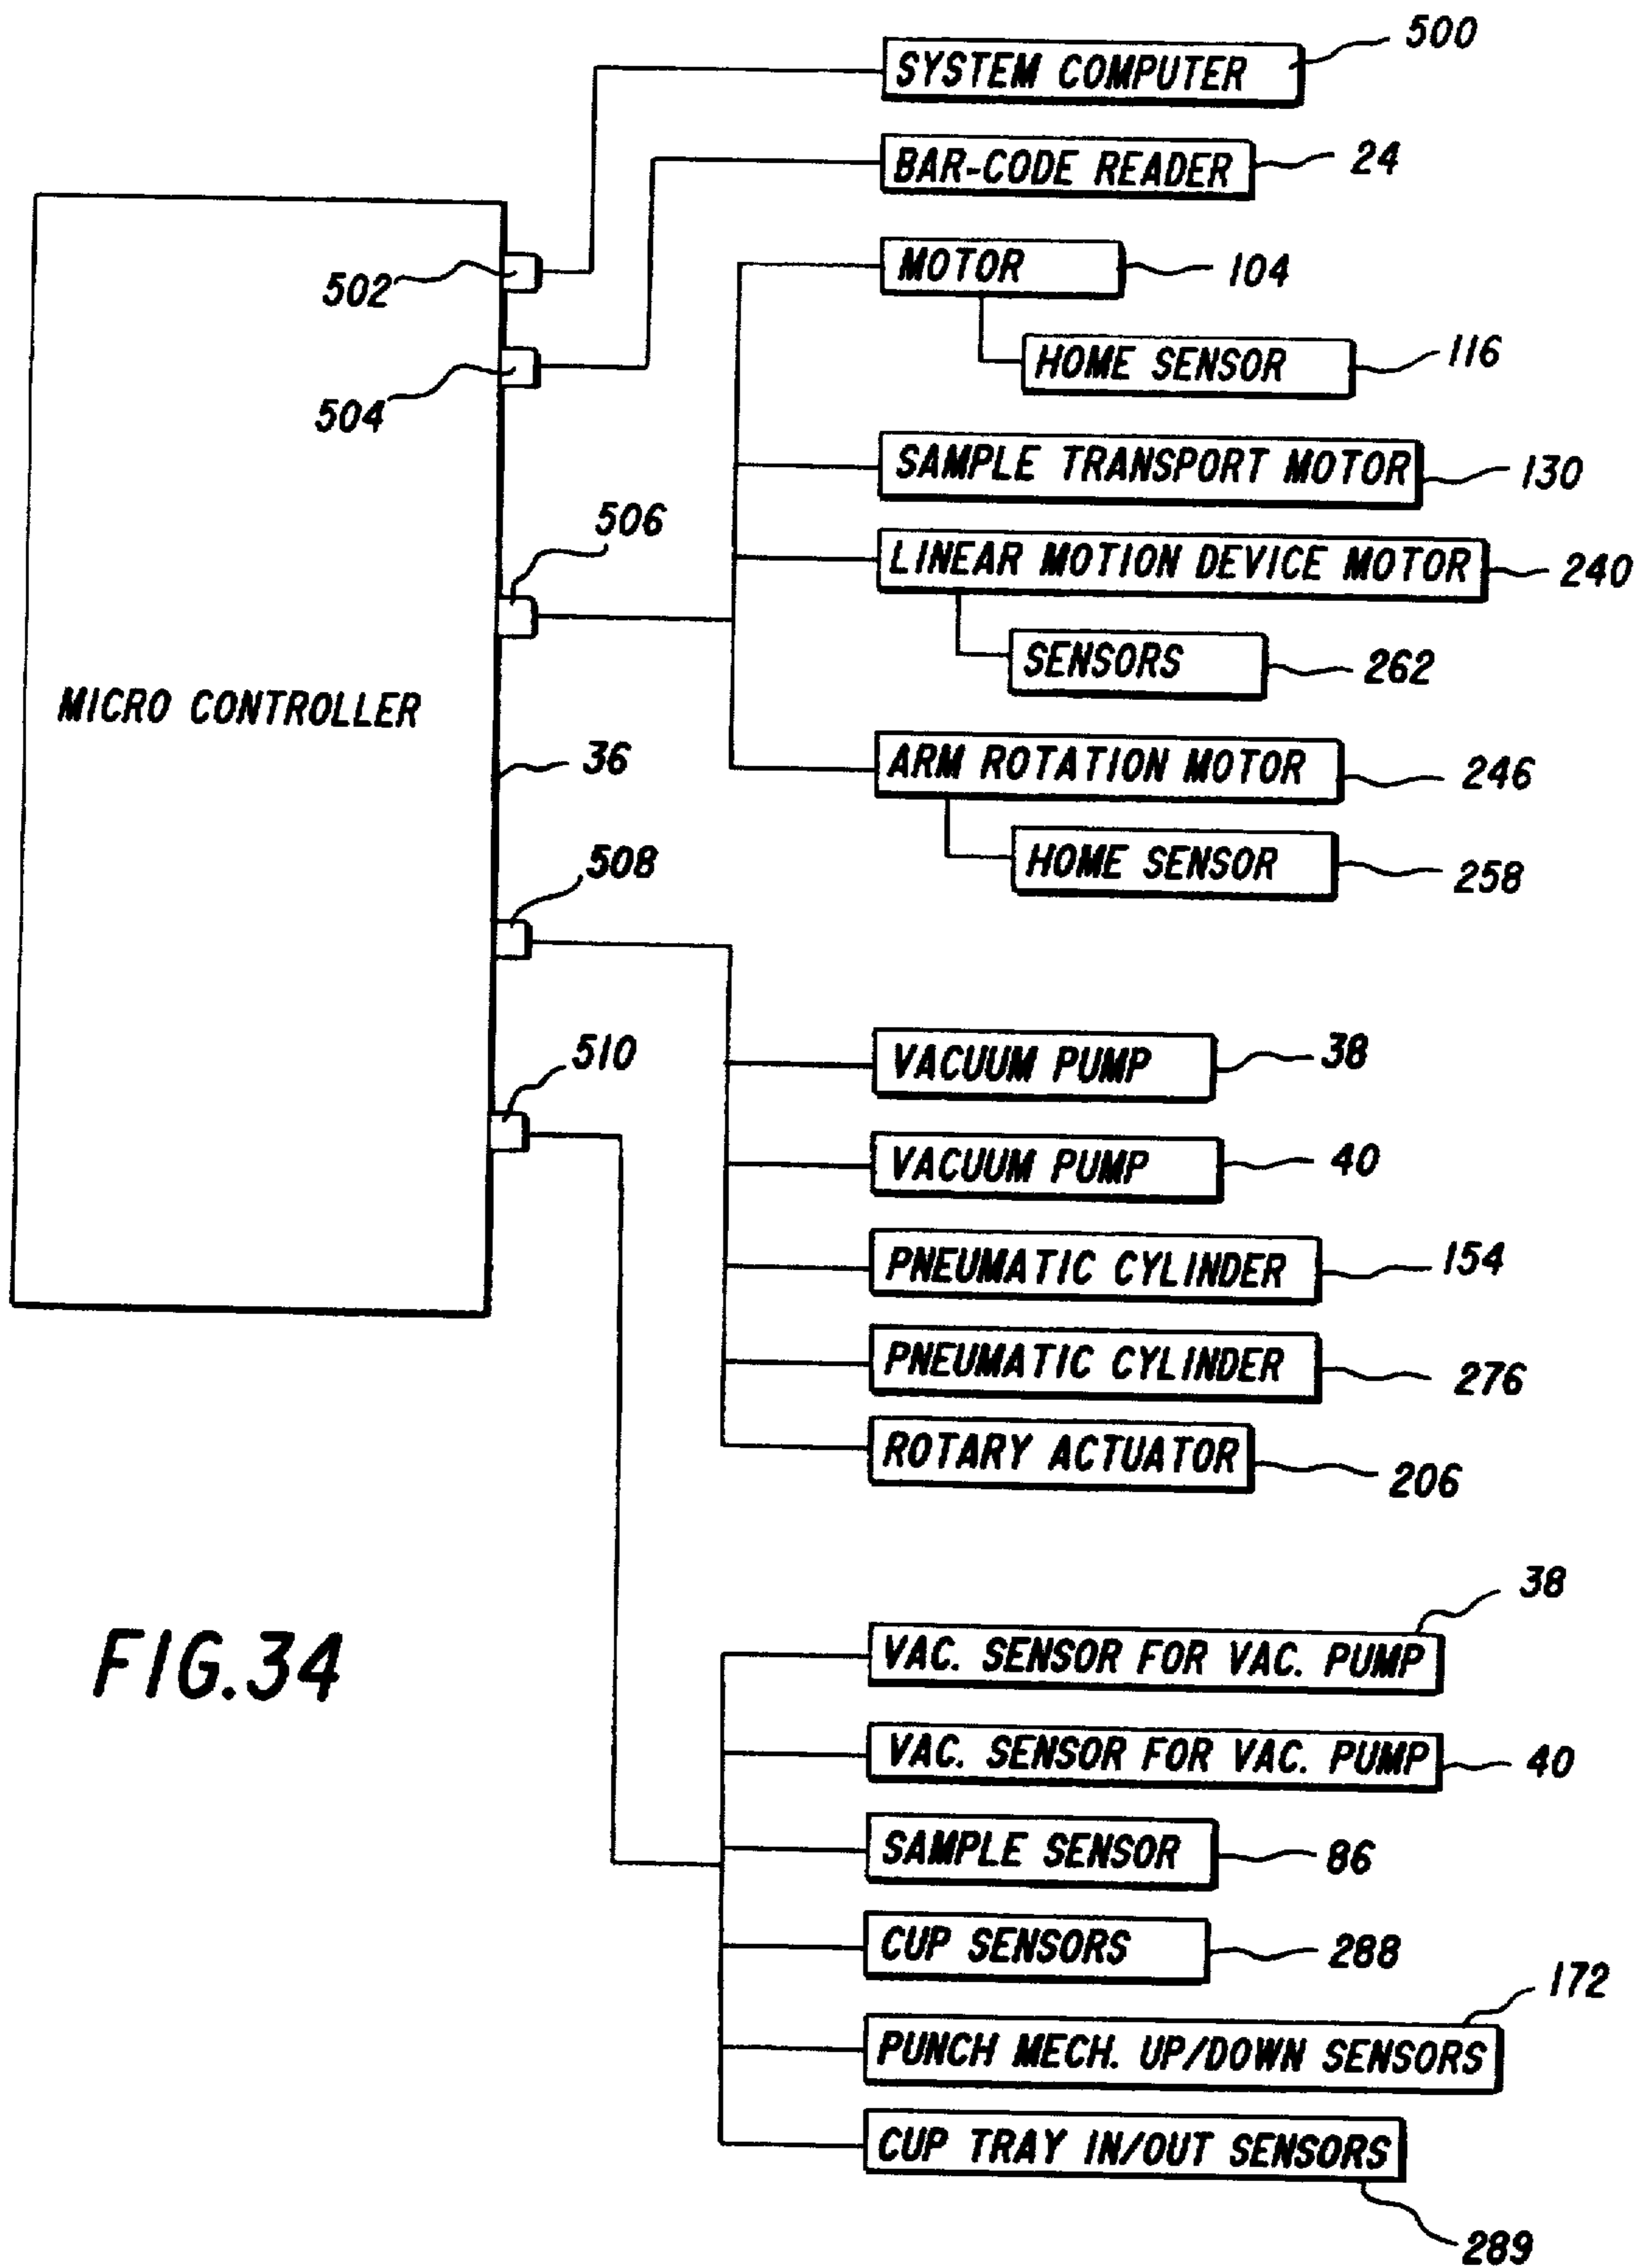 500
SYSTEM COMPUTER
BAR-CODE READER
24
MOTOR
104
502
HOME SENSOR
116
504
SAMPLE TRANSPORT MOTOR
130
506
LINEAR MOTION DEVICE MOTOR
240
SENSORS
262
MICRO CONTROLLER
36
ARM ROTATION MOTOR
246
508
HOME SENSOR
258
510
VACUUM PUMP
38
VACUUM PUMP
40
PNEUMATIC CYLINDER
154
PNEUMATIC CYLINDER
276
ROTARY ACTUATOR
206
38
FIG.34
VAC. SENSOR FOR VAC. PUMP
VAC. SENSOR FOR VAC. PUMP
40
SAMPLE SENSOR
86
CUP SENSORS
288
172
PUNCH MECH. UP/DOWN SENSORS
CUP TRAY IN/OUT SENSORS
289